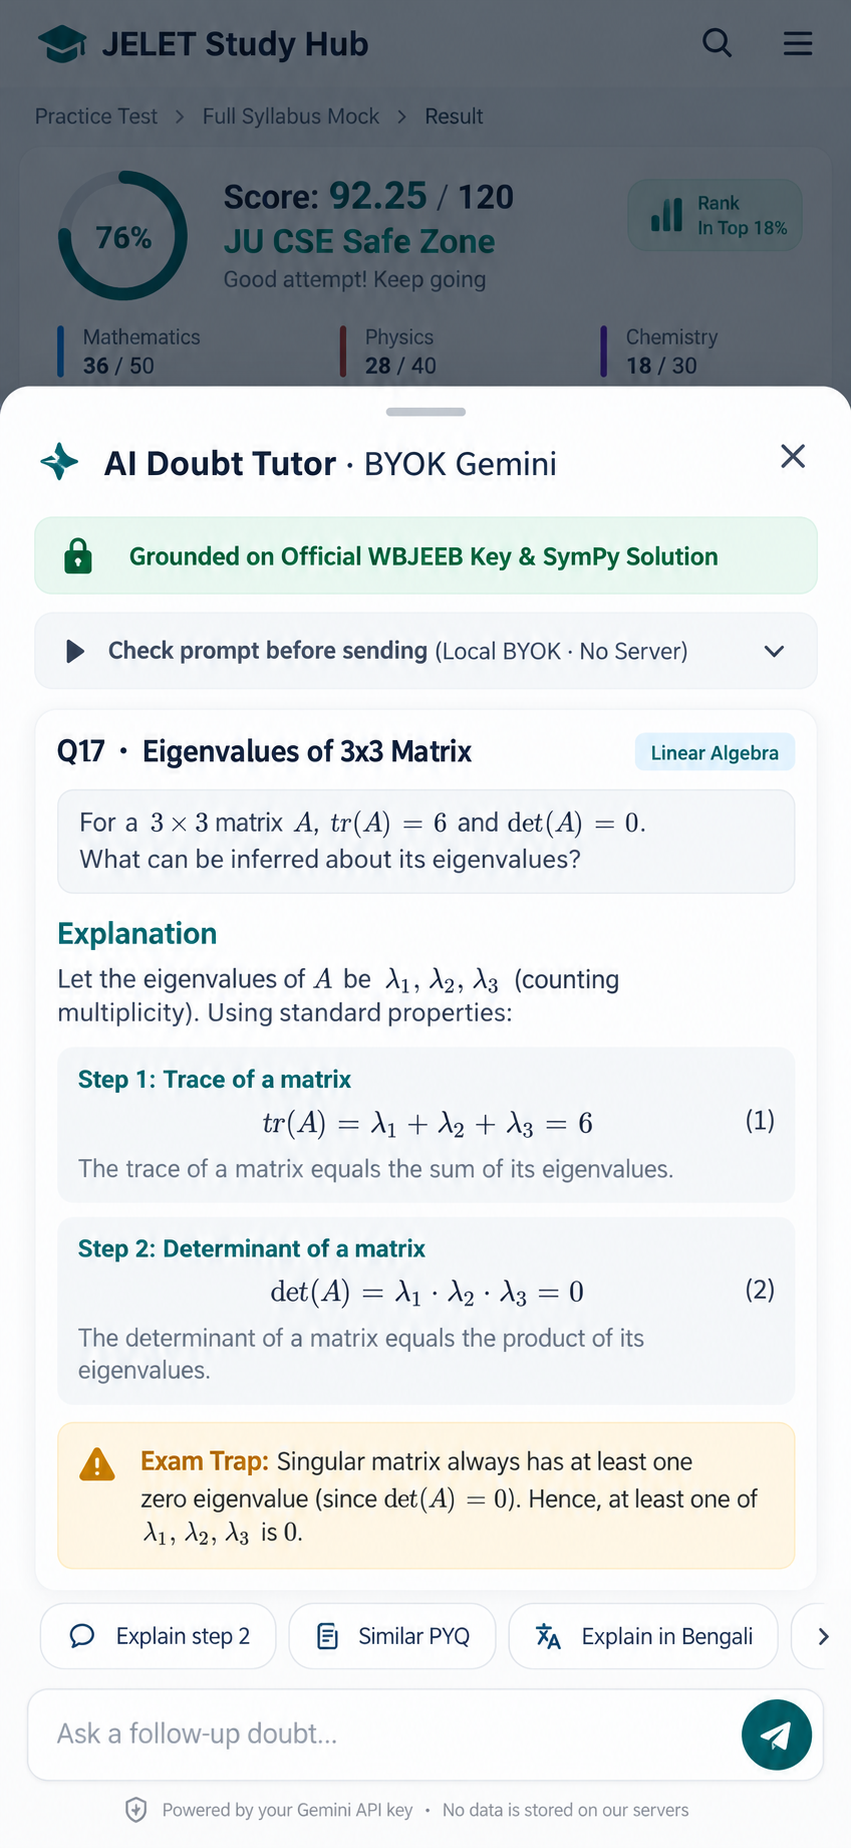 JELET Study Hub
Practice Test > Full Syllabus Mock > Result
76%
Score: 92.25 / 120
JU CSE Safe Zone
Good attempt! Keep going
Rank
In Top 18%
Mathematics
36 / 50
Physics
28 / 40
Chemistry
18 / 30
AI Doubt Tutor · BYOK Gemini
Grounded on Official WBJEEB Key & SymPy Solution
Check prompt before sending (Local BYOK · No Server)
Q17 • Eigenvalues of 3x3 Matrix
Linear Algebra
For a 3 × 3 matrix A, tr(A) = 6 and det(A) = 0.
What can be inferred about its eigenvalues?
Explanation
Let the eigenvalues of A be λ₁, λ₂, λ₃ (counting
multiplicity). Using standard properties:
Step 1: Trace of a matrix
tr(A) = λ₁ + λ₂ + λ₃ = 6 (1)
The trace of a matrix equals the sum of its eigenvalues.
Step 2: Determinant of a matrix
det(A) = λ₁ · λ₂ · λ₃ = 0 (2)
The determinant of a matrix equals the product of its
eigenvalues.
Exam Trap: Singular matrix always has at least one
zero eigenvalue (since det(A) = 0). Hence, at least one of
λ₁, λ₂, λ₃ is 0.
Explain step 2
Similar PYQ
Explain in Bengali
Ask a follow-up doubt...
Powered by your Gemini API key • No data is stored on our servers